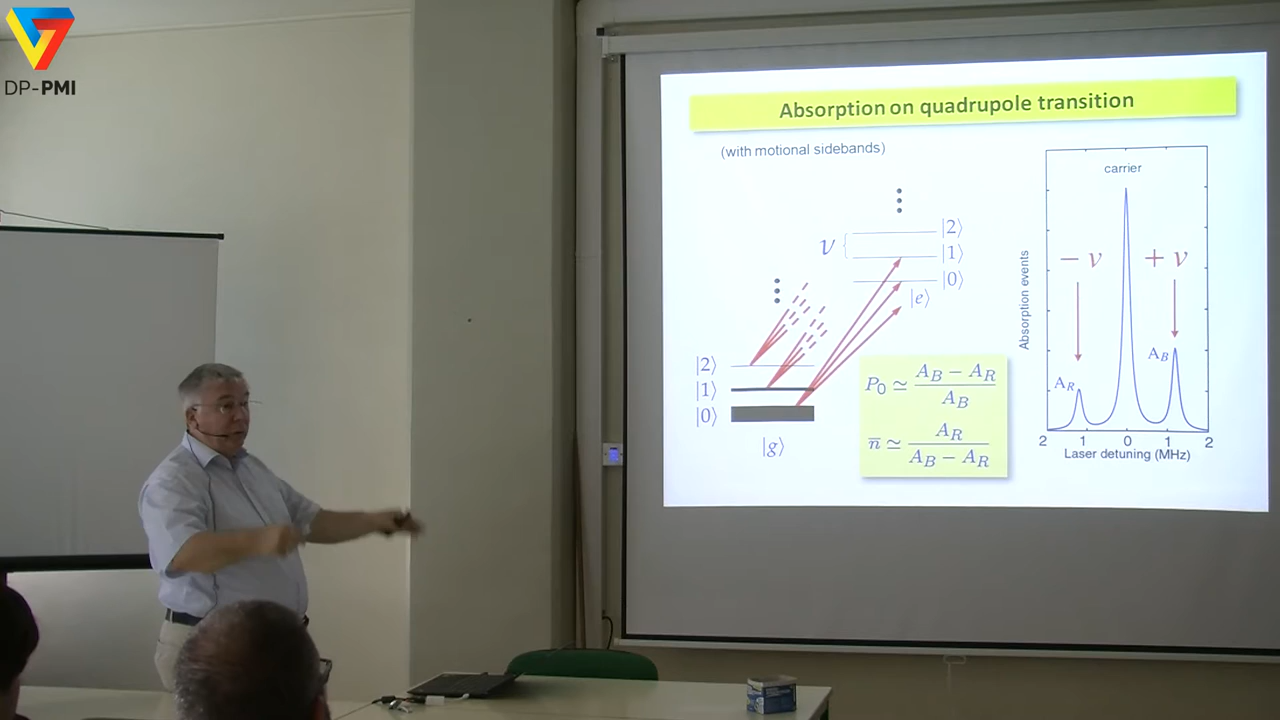 DP-PMI
Absorption on quadrupole transition
(with motional sidebands)
|2⟩
|1⟩
|0⟩
ν
|e⟩
|2⟩
|1⟩
|0⟩
|g⟩
P₀ ≃ (A_B − A_R) / A_B
n̅ ≃ A_R / (A_B − A_R)
carrier
− ν
+ ν
A_R
A_B
Absorption events
2 1 0 1 2
Laser detuning (MHz)